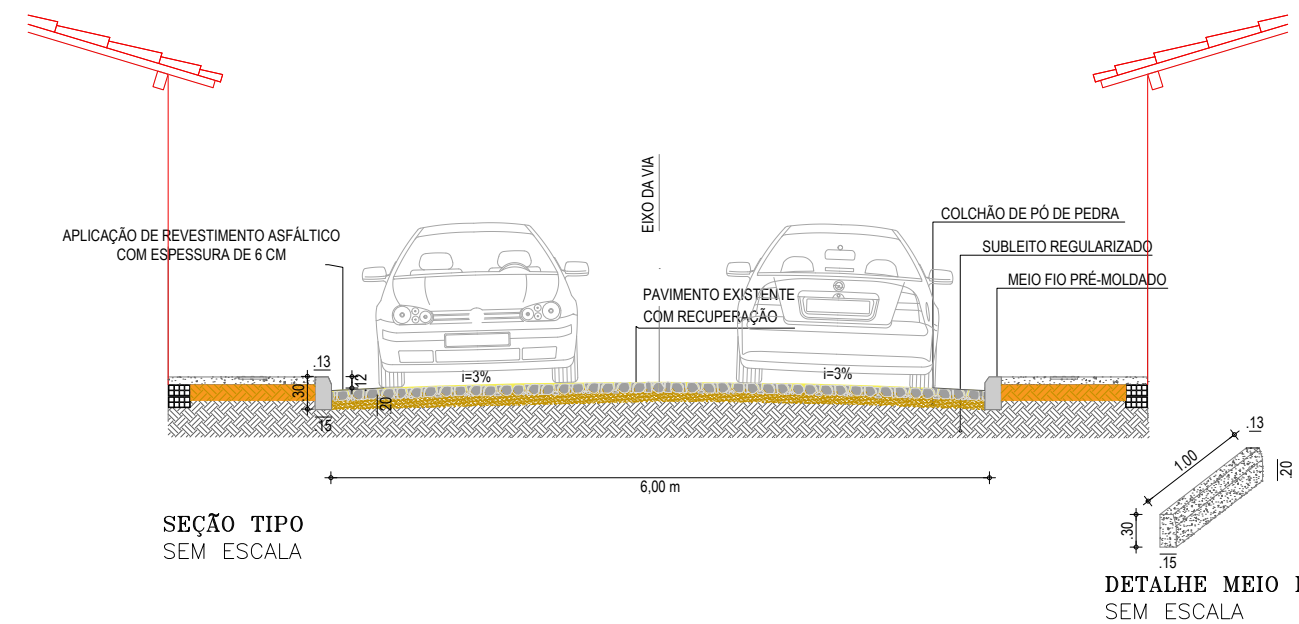 EIXO DA VIA
APLICAÇÃO DE REVESTIMENTO ASFÁLTICO
COM ESPESSURA DE 6 CM
COLCHÃO DE PÓ DE PEDRA
SUBLEITO REGULARIZADO
MEIO FIO PRÉ-MOLDADO
PAVIMENTO EXISTENTE
COM RECUPERAÇÃO
.13
i=3%
i=3%
.12
.30
.20
.15
6,00 m
SEÇÃO TIPO
SEM ESCALA
.13
1.00
.20
.30
.15
DETALHE MEIO
SEM ESCALA